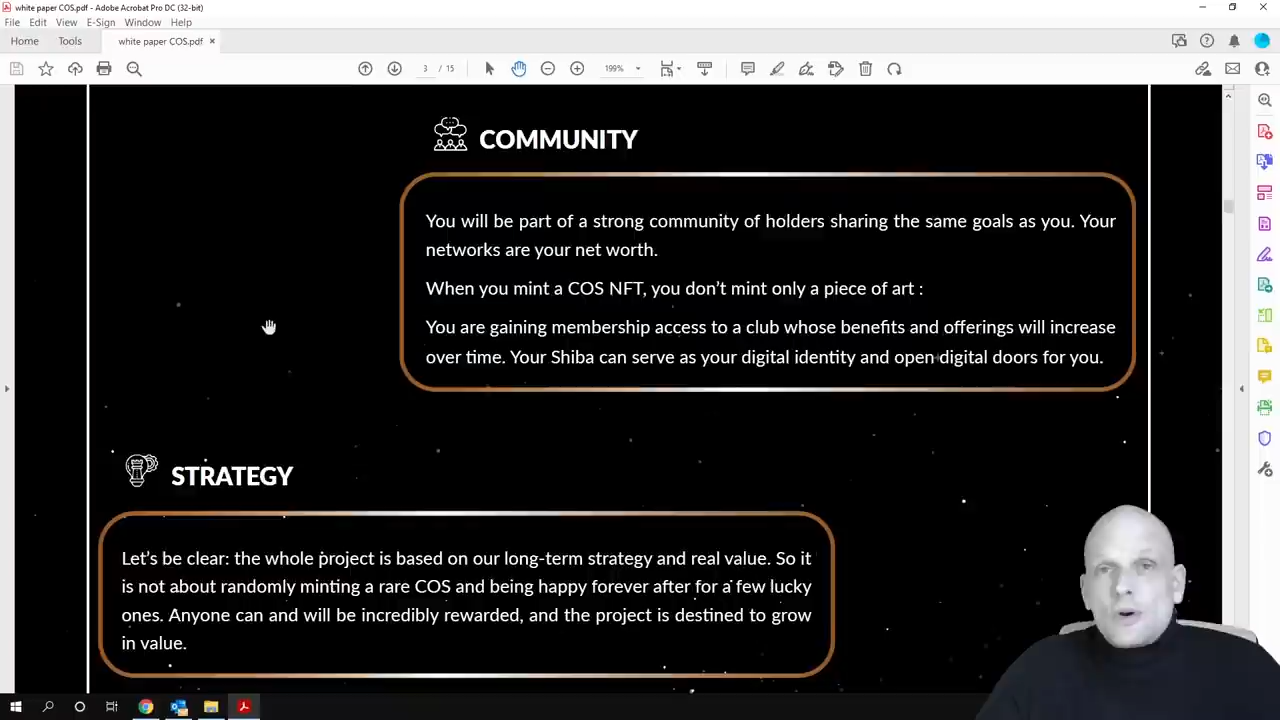 white paper COS.pdf - Adobe Acrobat Pro DC (32-bit)
File Edit View E-Sign Window Help
Home Tools white paper COS.pdf ×
3 / 15 199%
COMMUNITY
You will be part of a strong community of holders sharing the same goals as you. Your
networks are your net worth.
When you mint a COS NFT, you don’t mint only a piece of art :
You are gaining membership access to a club whose benefits and offerings will increase
over time. Your Shiba can serve as your digital identity and open digital doors for you.
STRATEGY
Let’s be clear: the whole project is based on our long-term strategy and real value. So it
is not about randomly minting a rare COS and being happy forever after for a few lucky
ones. Anyone can and will be incredibly rewarded, and the project is destined to grow
in value.